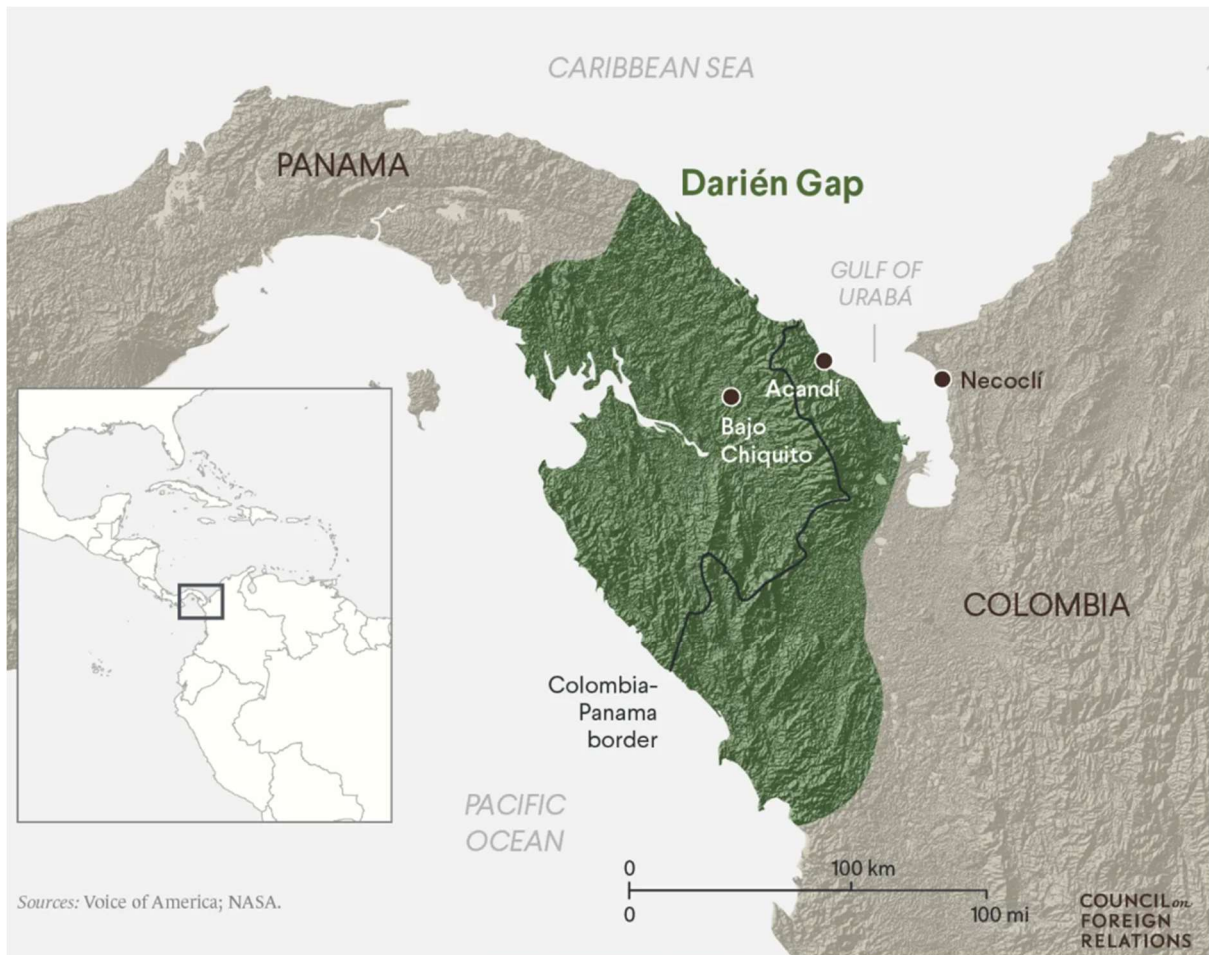 CARIBBEAN SEA
PANAMA
Darién Gap
GULF OF
URABÁ
Acandí
Necoclí
Bajo
Chiquito
COLOMBIA
Colombia-
Panama
border
PACIFIC
OCEAN
0
100 km
0
100 mi
Sources: Voice of America; NASA.
COUNCIL on
FOREIGN
RELATIONS